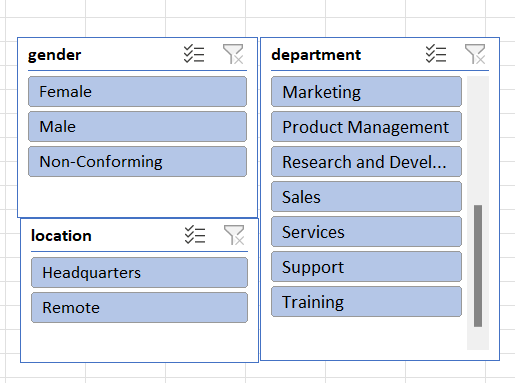 gender
Female
Male
Non-Conforming
location
Headquarters
Remote
department
Marketing
Product Management
Research and Devel...
Sales
Services
Support
Training